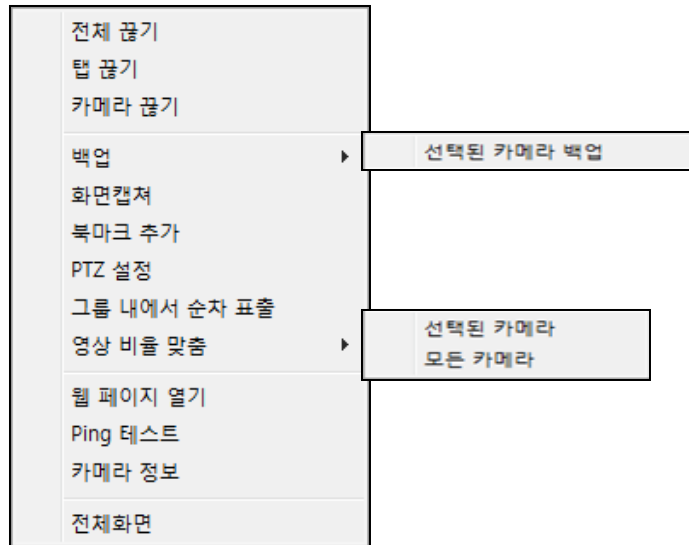 전체 끊기
탭 끊기
카메라 끊기
백업
선택된 카메라 백업
화면캡쳐
북마크 추가
PTZ 설정
그룹 내에서 순차 표출
영상 비율 맞춤
선택된 카메라
모든 카메라
웹 페이지 열기
Ping 테스트
카메라 정보
전체화면